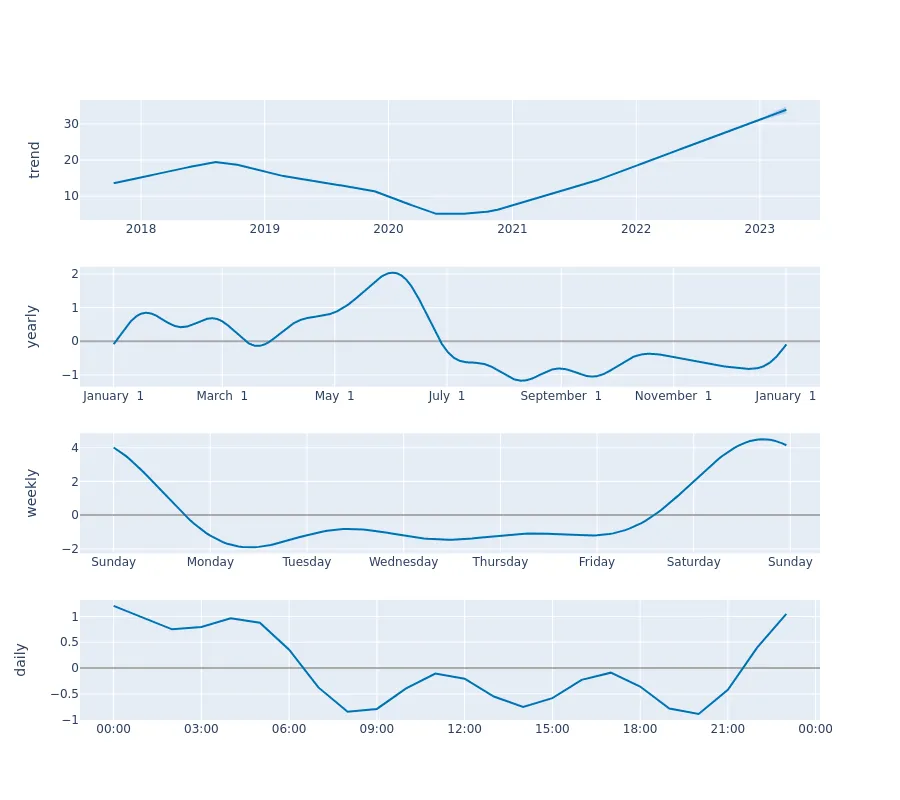 trend
30
20
10
2018 2019 2020 2021 2022 2023
yearly
2
1
0
−1
January 1 March 1 May 1 July 1 September 1 November 1 January 1
weekly
4
2
0
−2
Sunday Monday Tuesday Wednesday Thursday Friday Saturday Sunday
daily
1
0.5
0
−0.5
−1
00:00 03:00 06:00 09:00 12:00 15:00 18:00 21:00 00:00